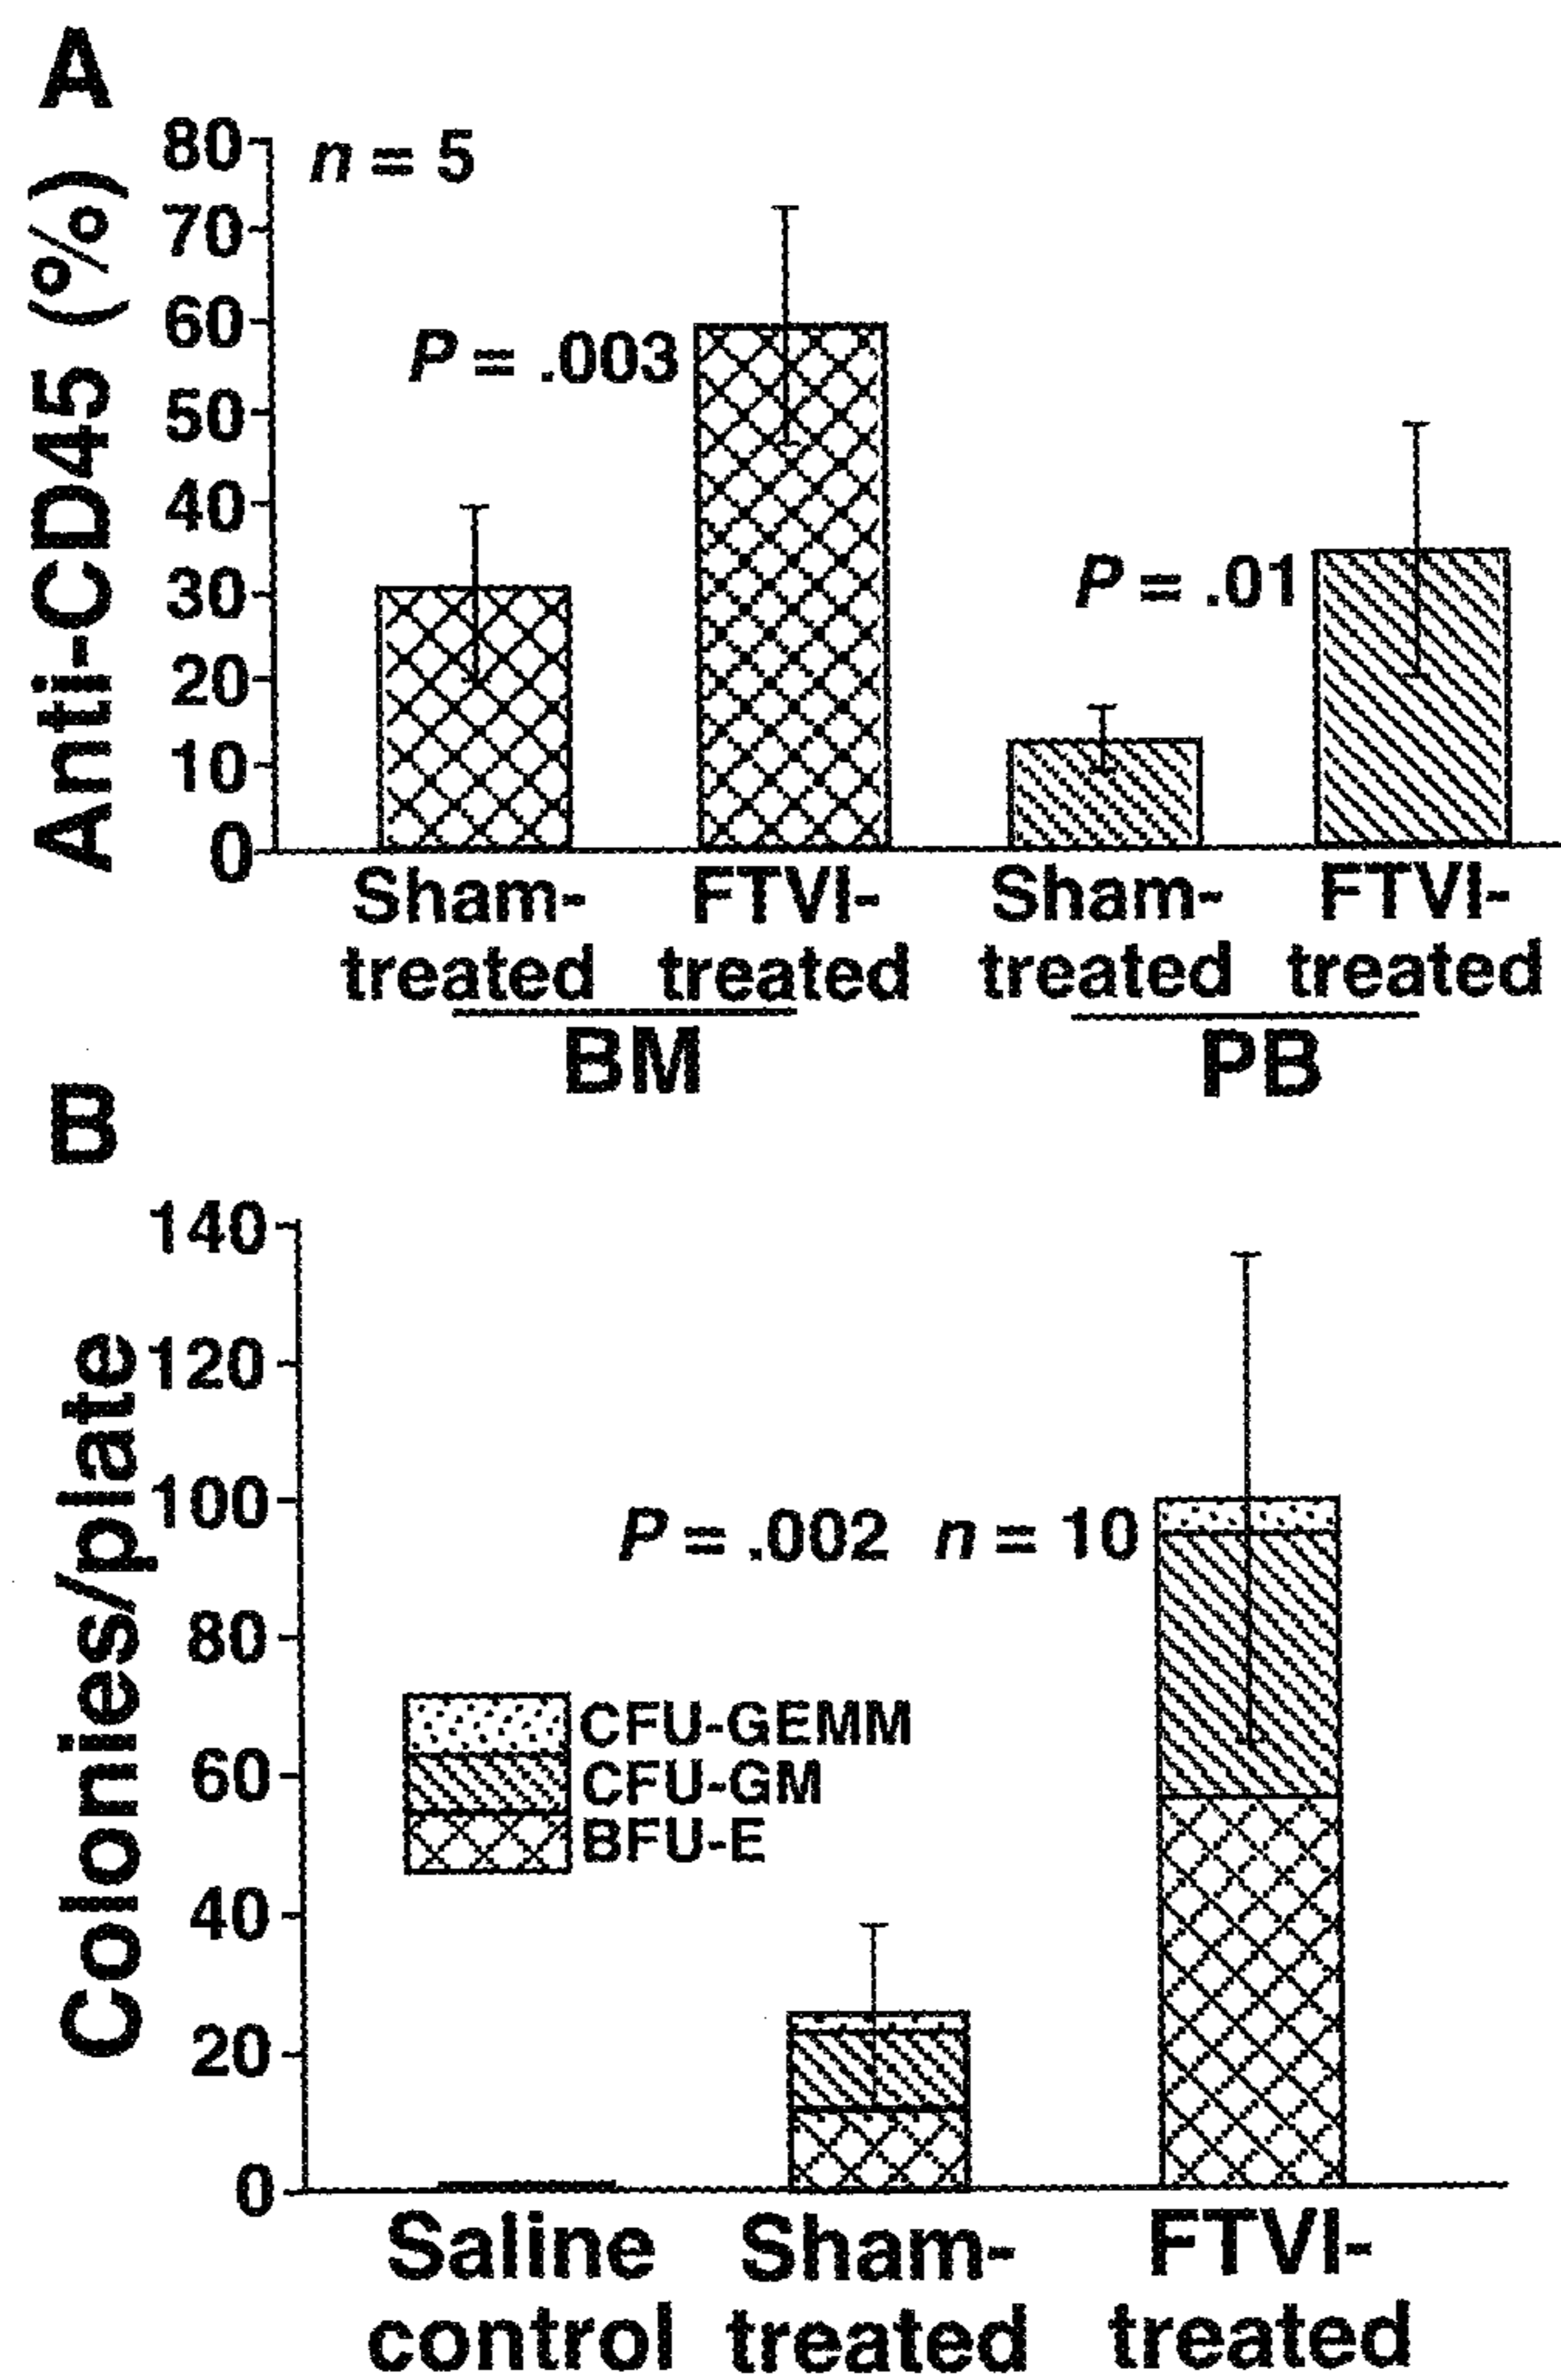 A
Anti-CD45 (%)
80
70
60
50
40
30
20
10
0
n = 5
P = .003
P = .01
Sham-treated
FTVI-treated
Sham-treated
FTVI-treated
BM
PB
B
Colonies/plate
140
120
100
80
60
40
20
0
P = .002 n = 10
CFU-GEMM
CFU-GM
BFU-E
Saline control
Sham-treated
FTVI-treated